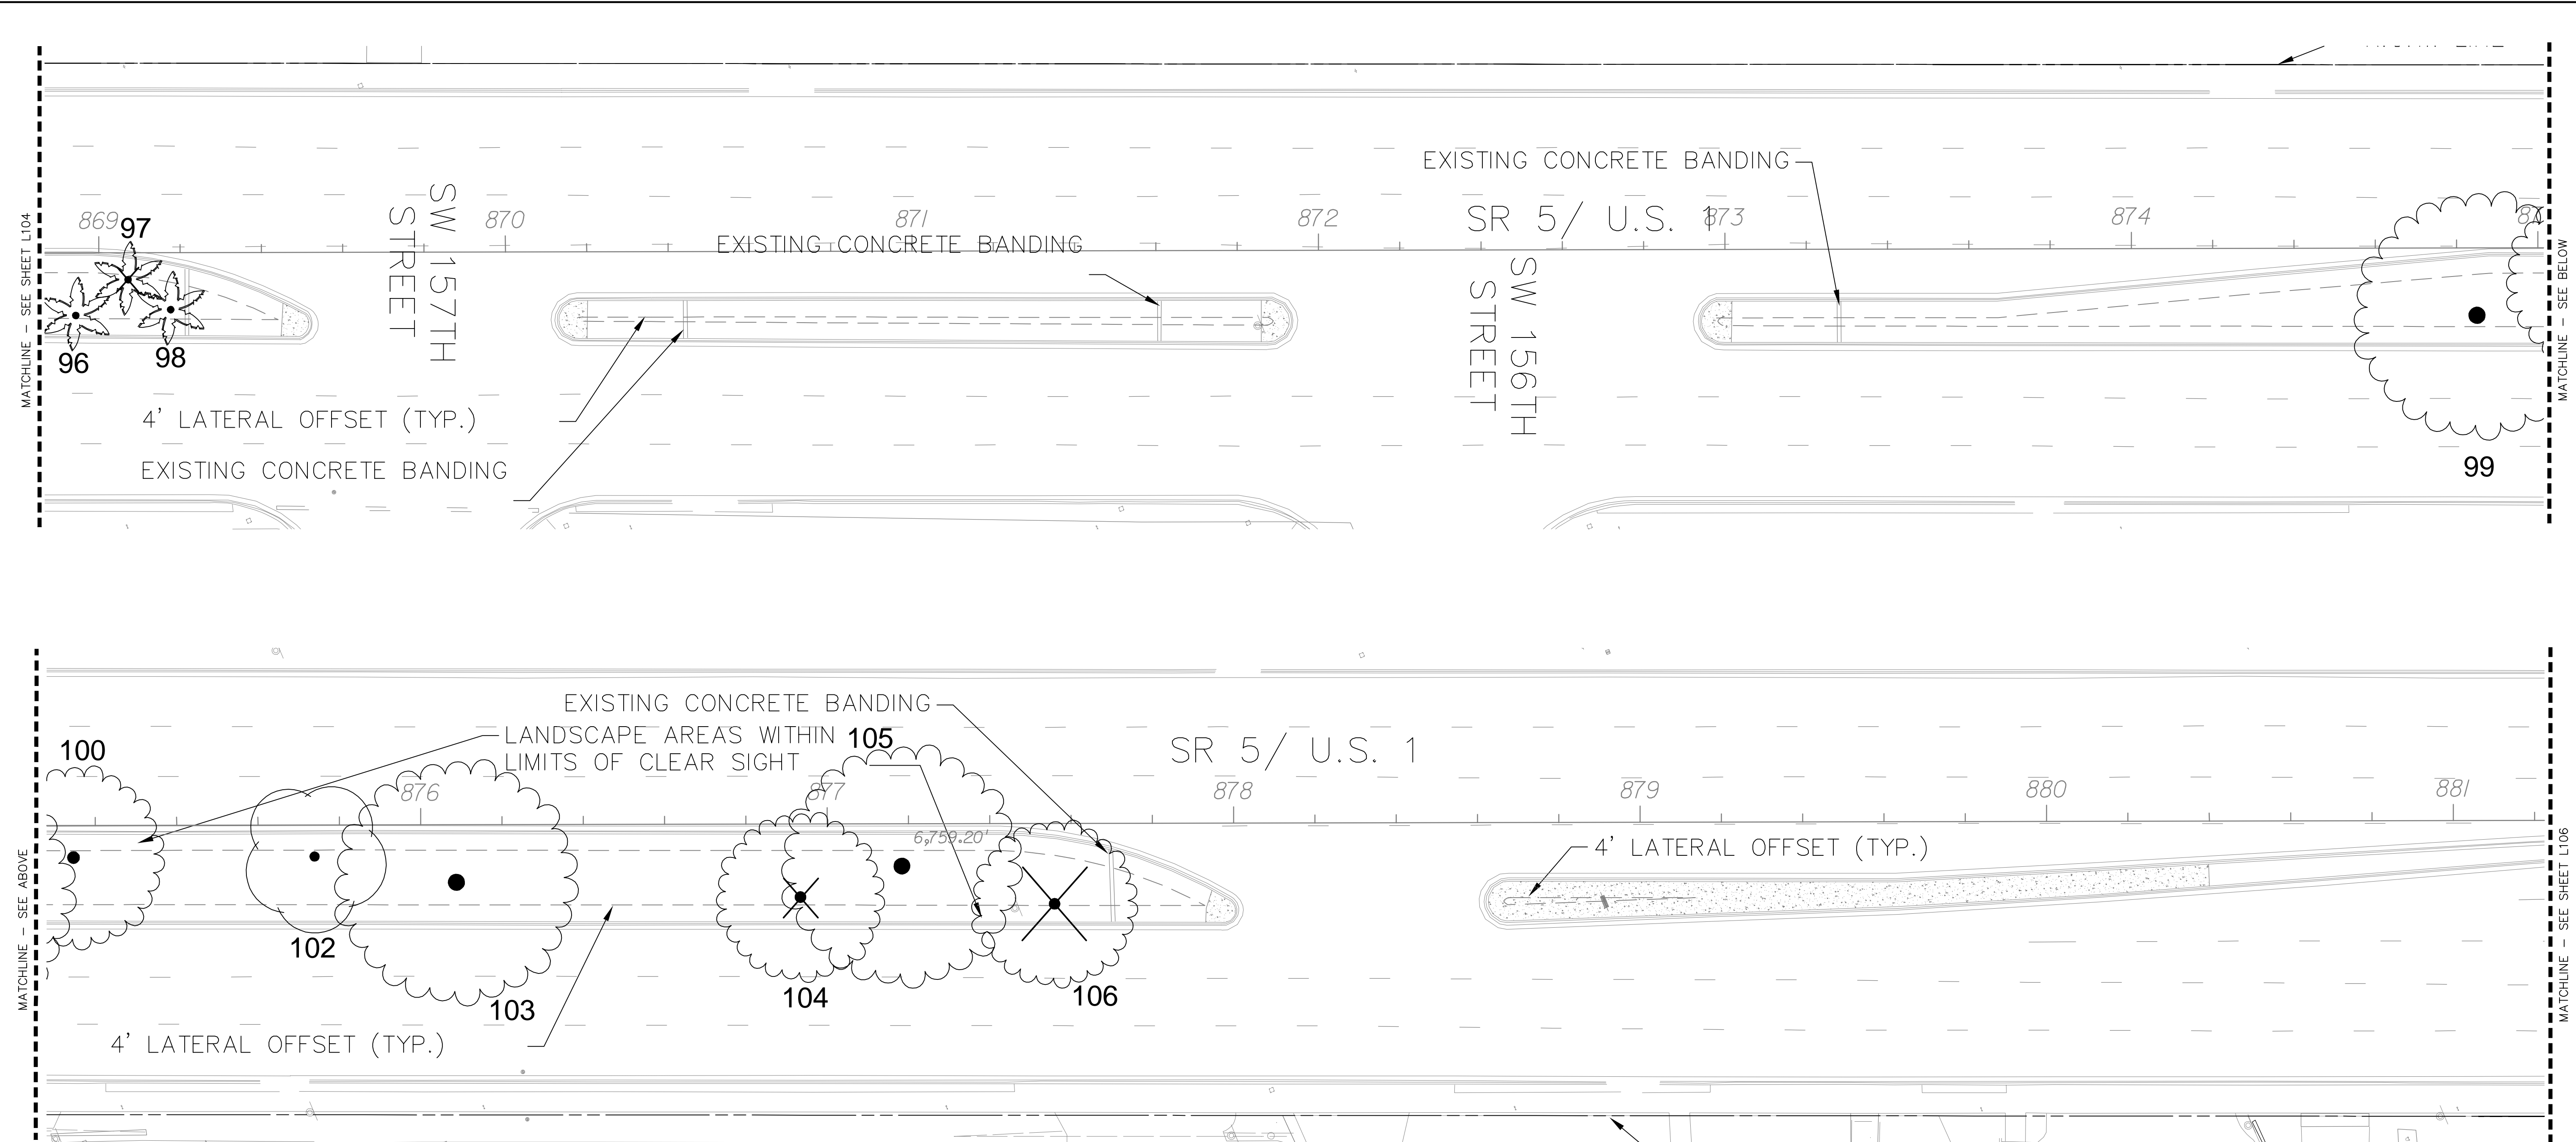 MATCHLINE - SEE SHEET L104
869
97
96
98
SW 157TH
STREET
870
871
EXISTING CONCRETE BANDING
872
EXISTING CONCRETE BANDING
SR 5/ U.S. 1
873
SW 156TH
STREET
874
4' LATERAL OFFSET (TYP.)
EXISTING CONCRETE BANDING
99
MATCHLINE - SEE BELOW
MATCHLINE - SEE ABOVE
100
EXISTING CONCRETE BANDING
LANDSCAPE AREAS WITHIN
LIMITS OF CLEAR SIGHT
105
SR 5/ U.S. 1
876
877
878
879
880
881
6,759.20'
4' LATERAL OFFSET (TYP.)
102
103
104
106
4' LATERAL OFFSET (TYP.)
MATCHLINE - SEE SHEET L106